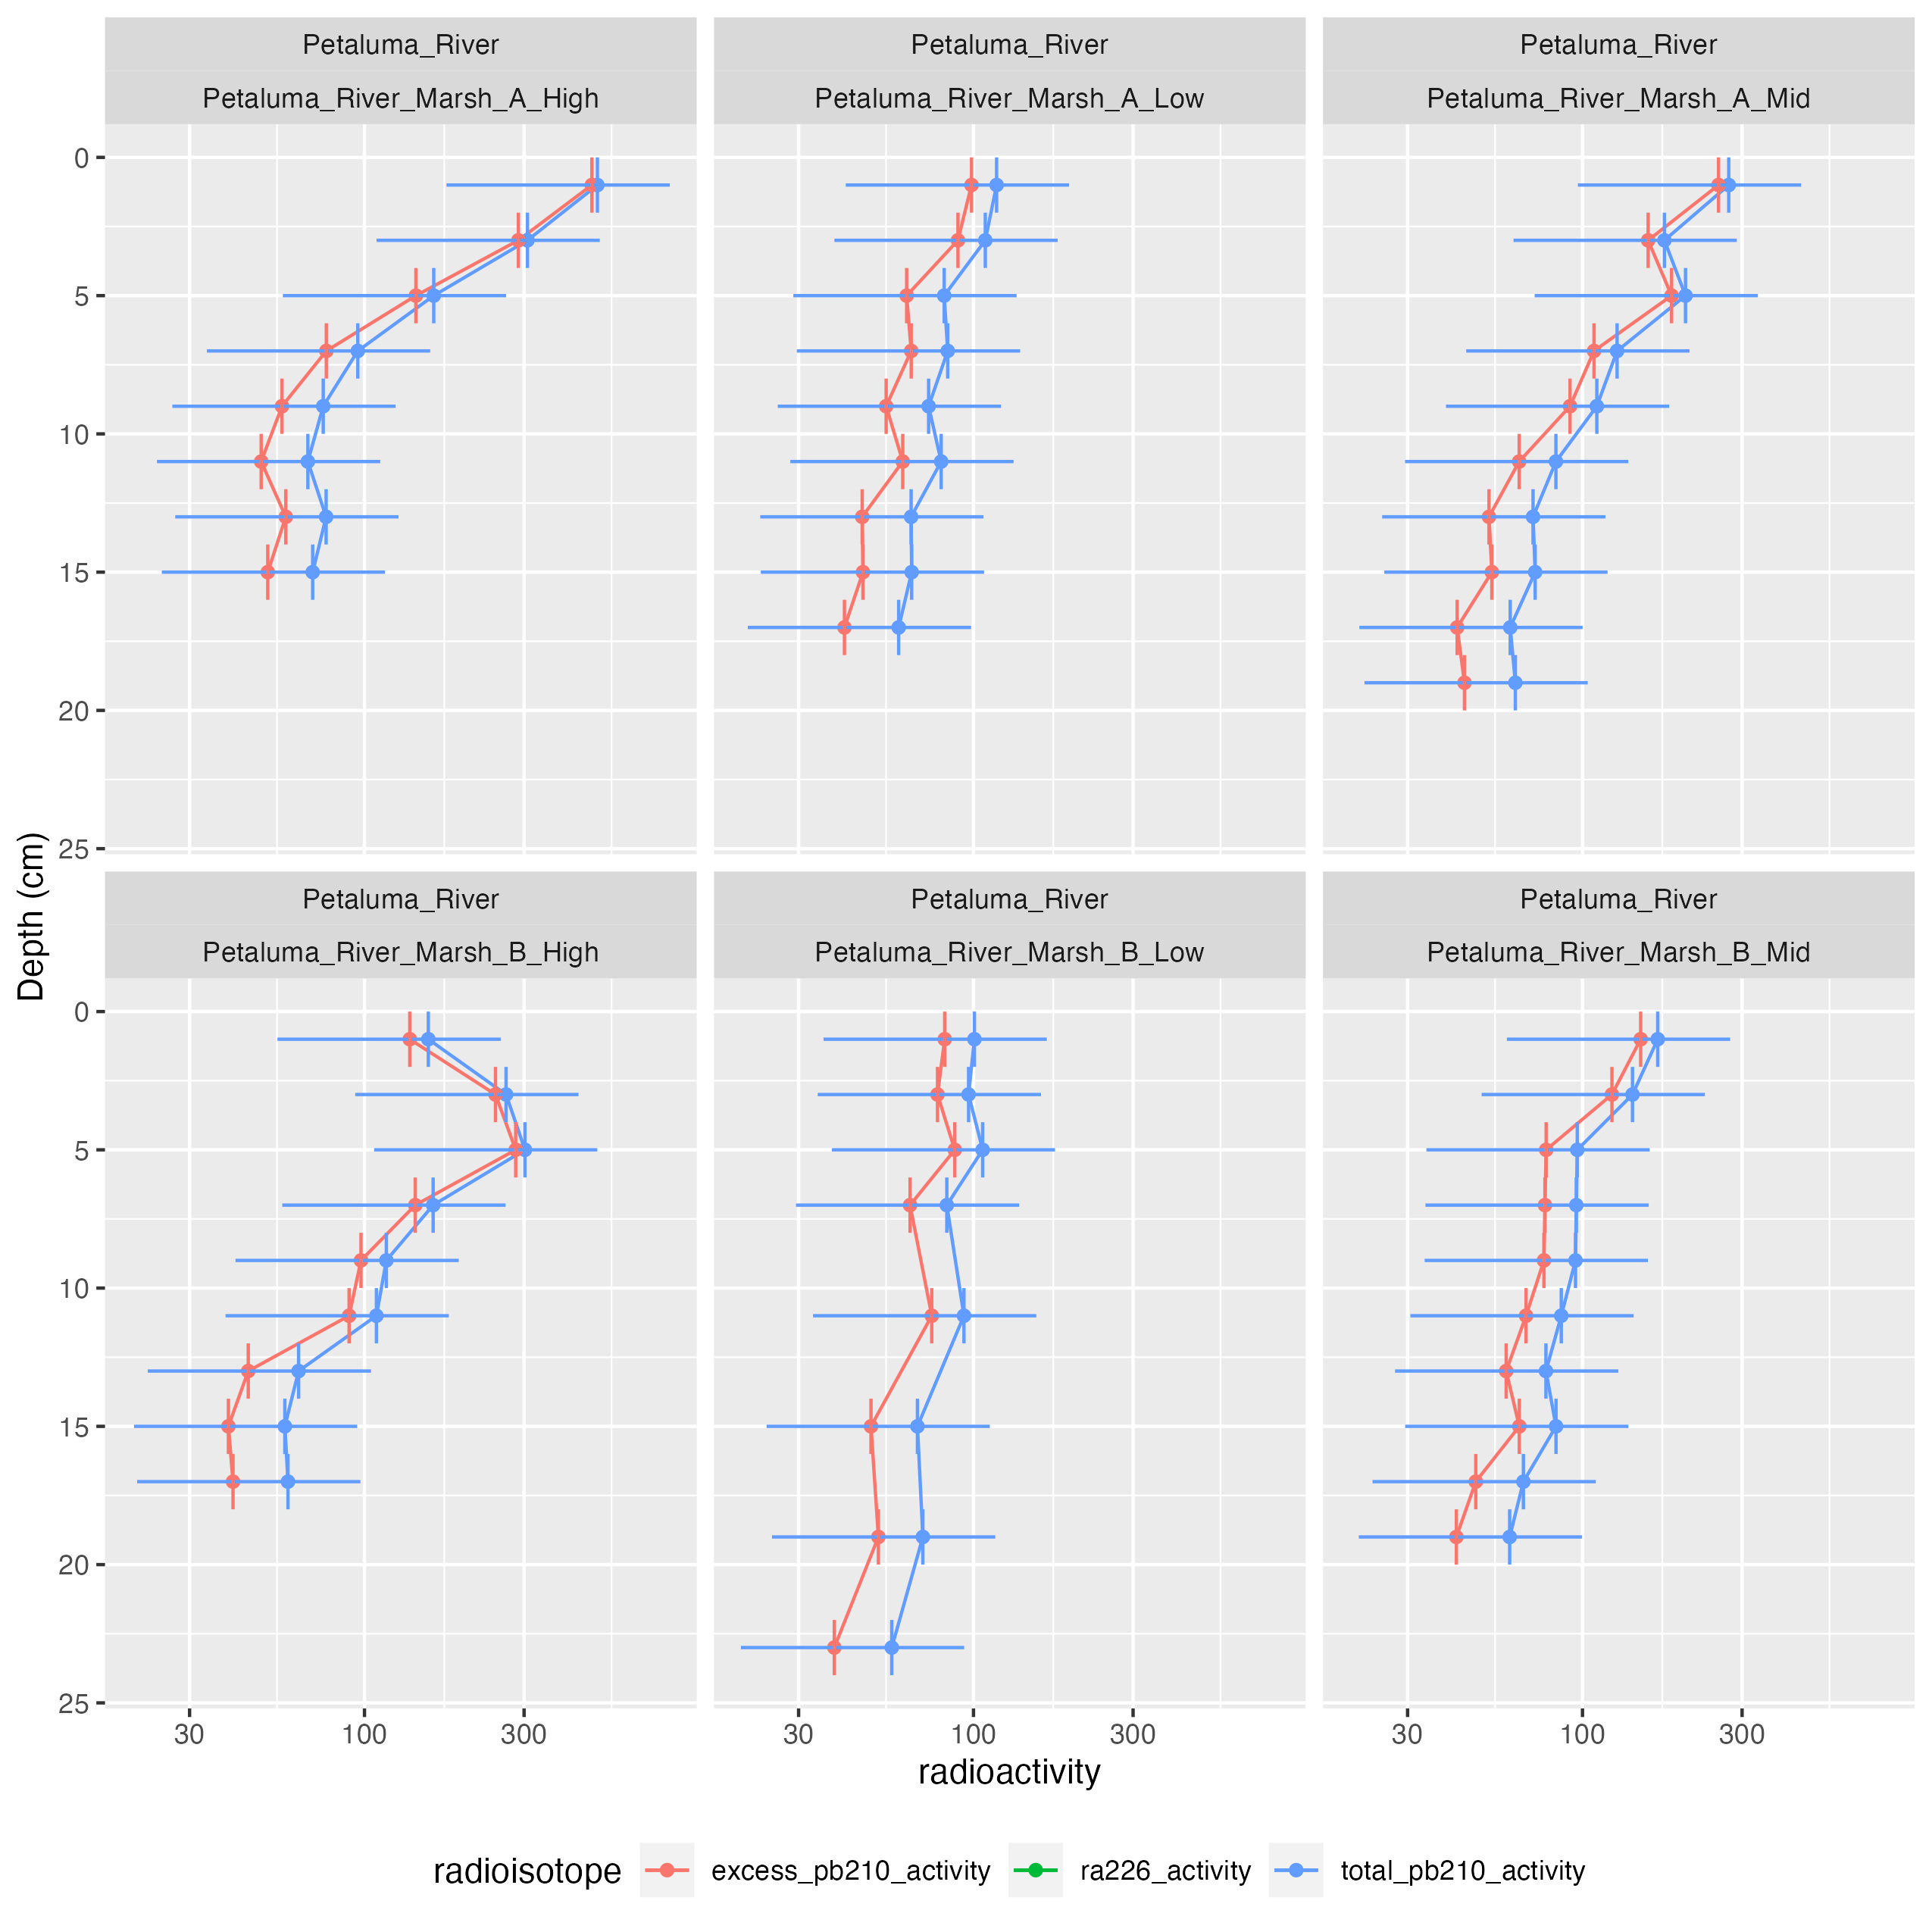 Petaluma_River Petaluma_River Petaluma_River
Petaluma_River_Marsh_A_High Petaluma_River_Marsh_A_Low Petaluma_River_Marsh_A_Mid
0
5
10
15
20
25
Depth (cm)
Petaluma_River Petaluma_River Petaluma_River
Petaluma_River_Marsh_B_High Petaluma_River_Marsh_B_Low Petaluma_River_Marsh_B_Mid
0
5
10
15
20
25
30 100 300 30 100 300 30 100 300
radioactivity
radioisotope excess_pb210_activity ra226_activity total_pb210_activity